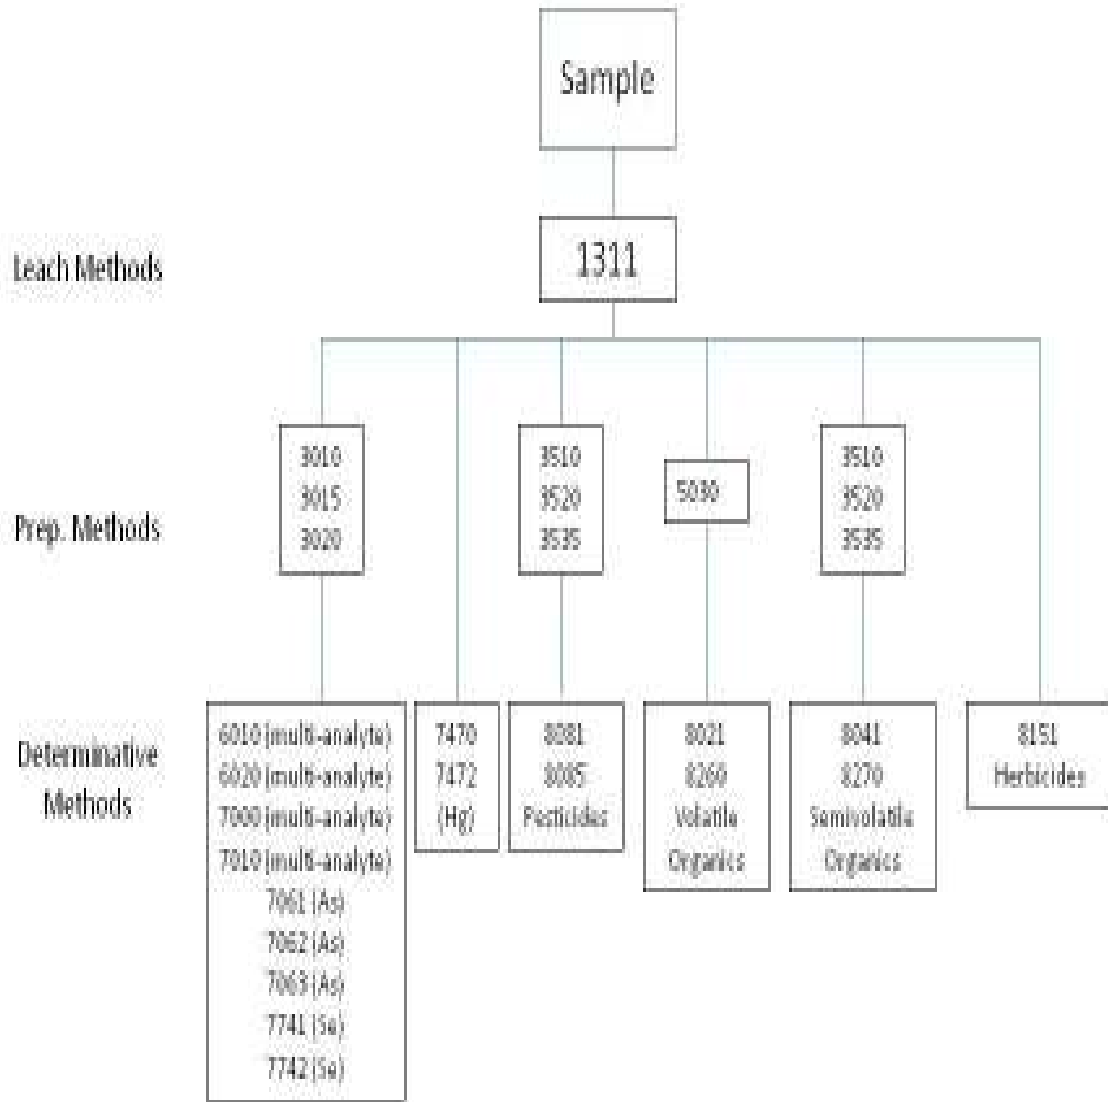 Sample
Leach Methods
1311
Prep. Methods
3010
3015
3020
3510
3520
3535
5030
3510
3520
3535
Determinative
Methods
6010 (multi-analyte)
6020 (multi-analyte)
7000 (multi-analyte)
7010 (multi-analyte)
7061 (As)
7062 (As)
7063 (As)
7741 (Se)
7742 (Se)
7470
7472
(Hg)
8081
8085
Pesticides
8021
8260
Volatile
Organics
8041
8270
Semivolatile
Organics
8151
Herbicides